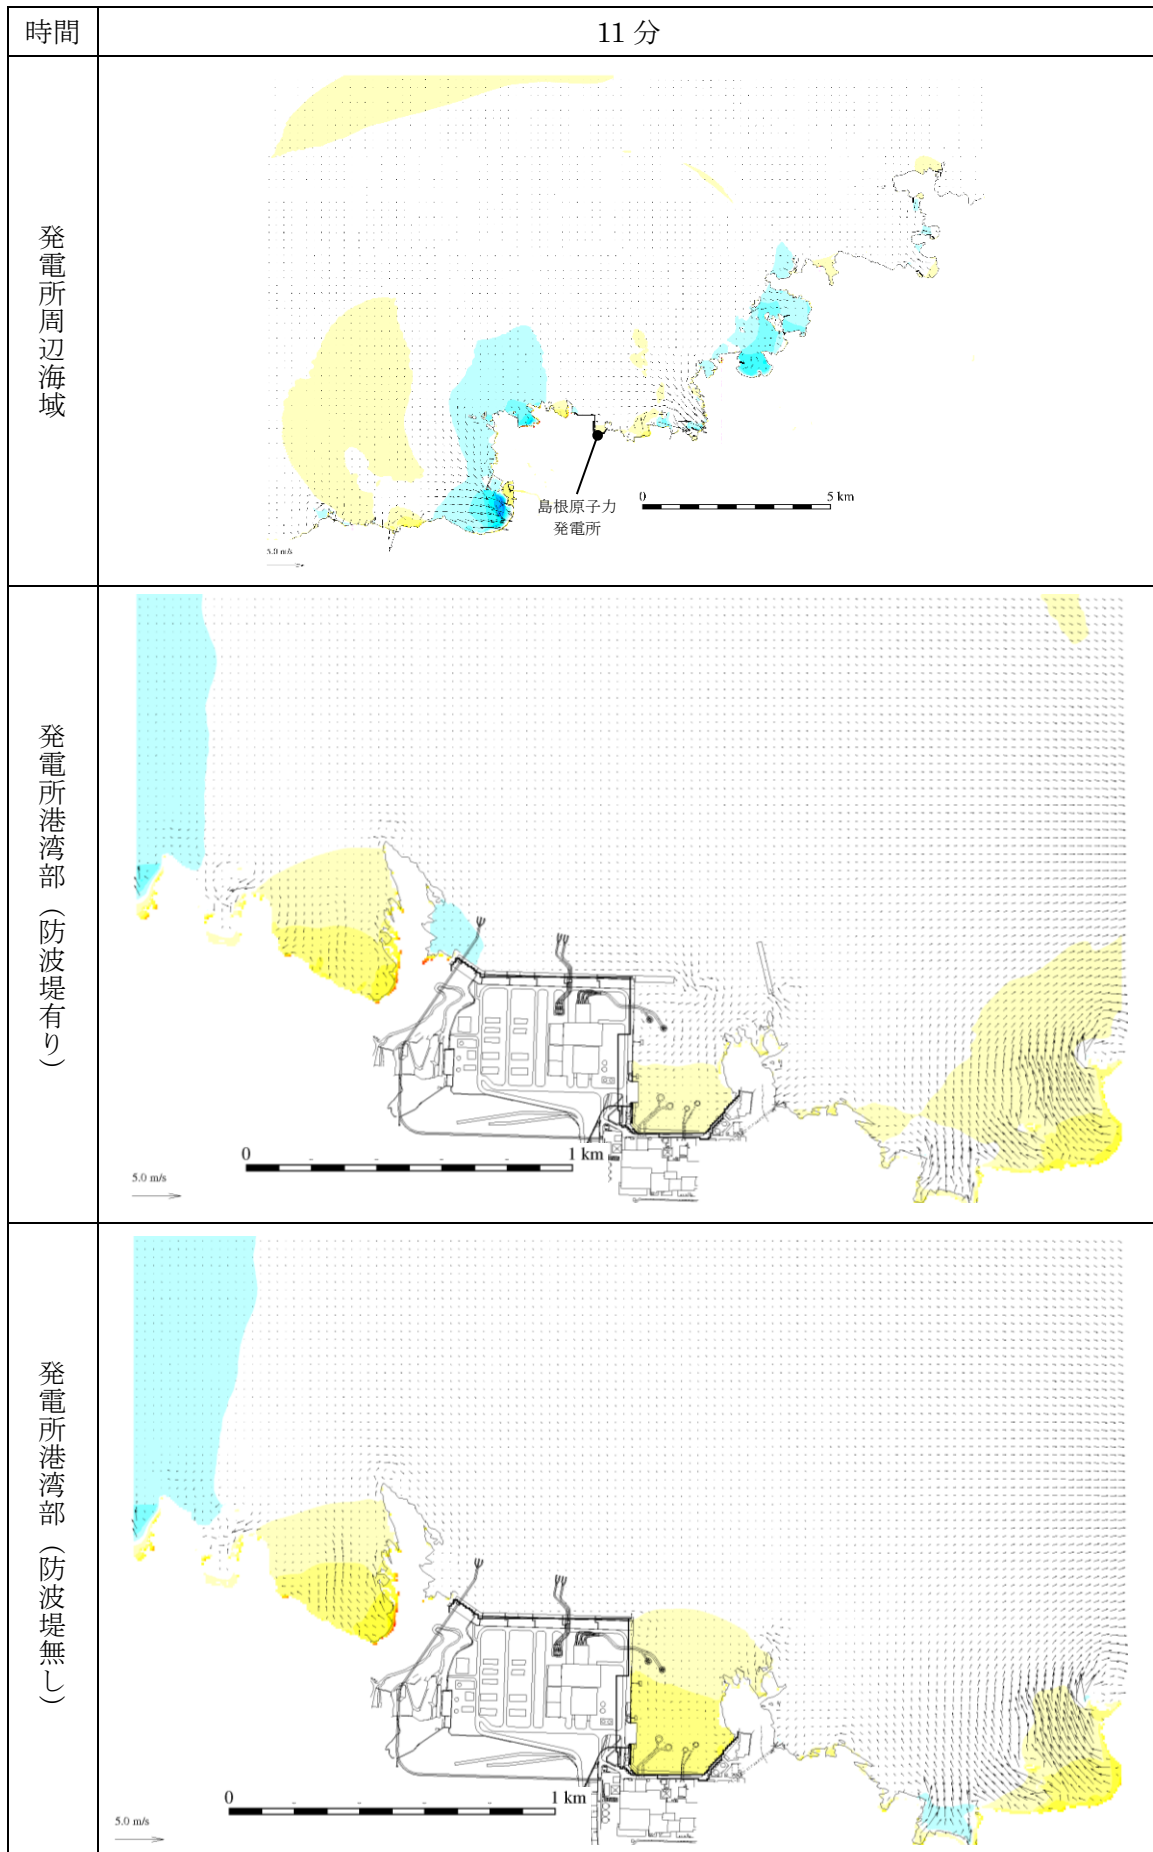 時間
11 分
発電所周辺海域
島根原子力
発電所
0
5 km
5.0 m/s
発電所港湾部（防波堤有り）
0
1 km
5.0 m/s
発電所港湾部（防波堤無し）
0
1 km
5.0 m/s